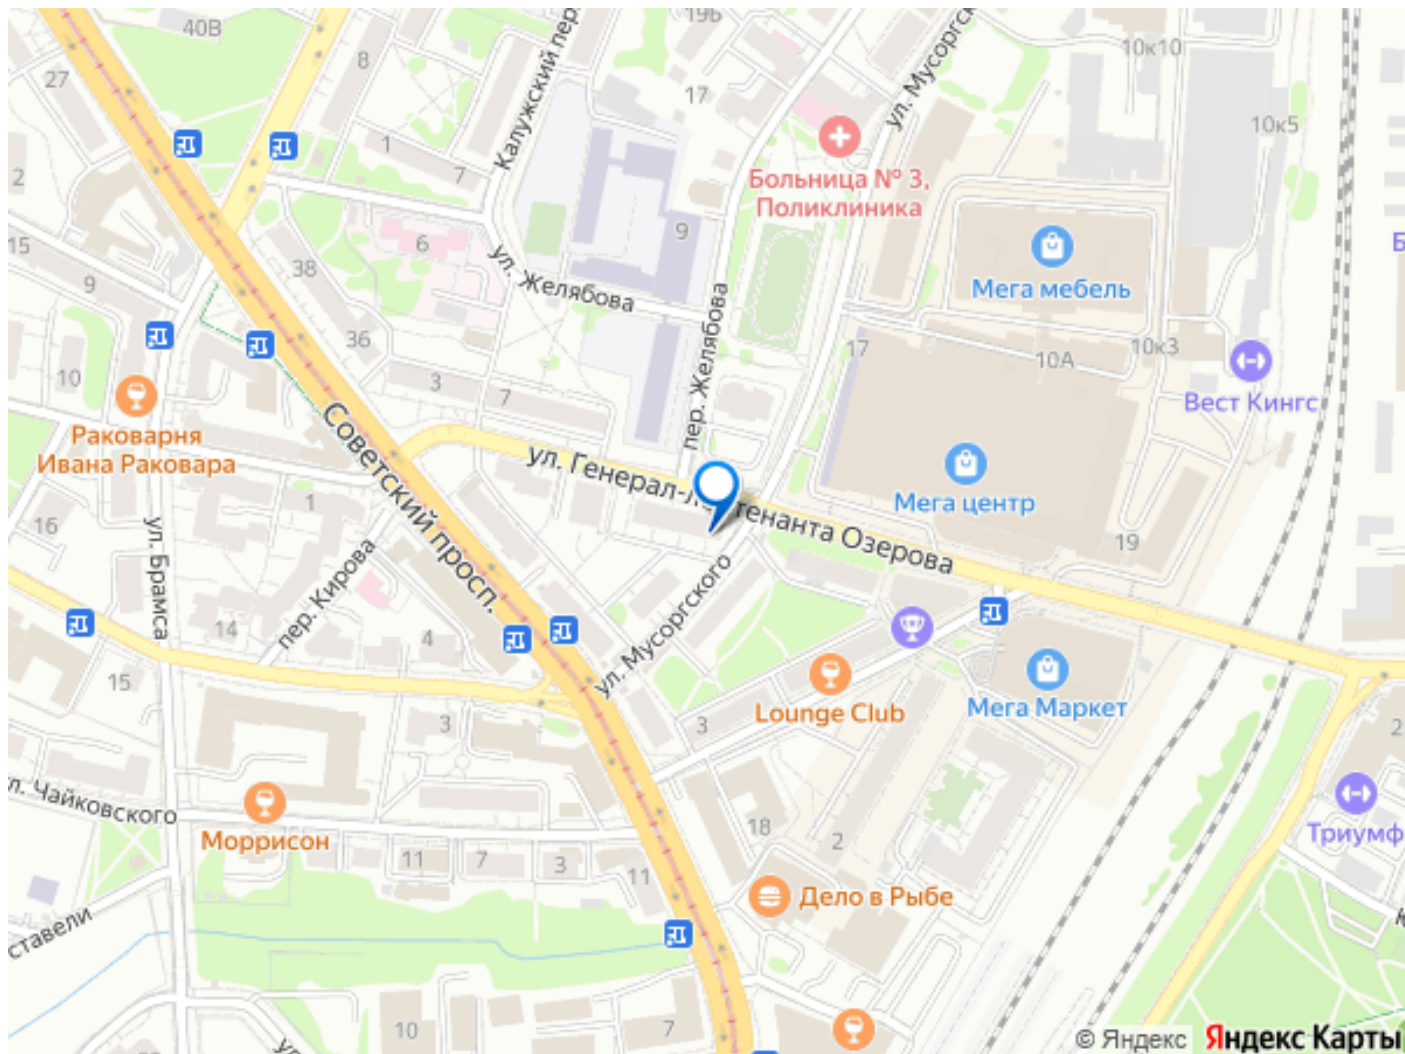 40В
19Б
27
8
17
10к10
10к5
Калужский пер.
ул. Мусоргск
1
7
2
Больница № 3,
Поликлиника
9
6
15
38
9
ул. Желябова
пер. Желябова
Мега мебель
36
17
10А
10к3
10
3
7
Вест Кингс
Раковарня
Ивана Раковара
Советский просп.
ул. Генерал-л
тенанта Озерова
Мега центр
19
1
16
ул. Брамса
пер. Кирова
ул. Мусоргского
14
4
15
3
3
Lounge Club
Мега Маркет
2
л. Чайковского
Моррисон
18
2
Триумф
11
7
3
11
Дело в Рыбе
ставели
10
7
© Яндекс
Яндекс Карты